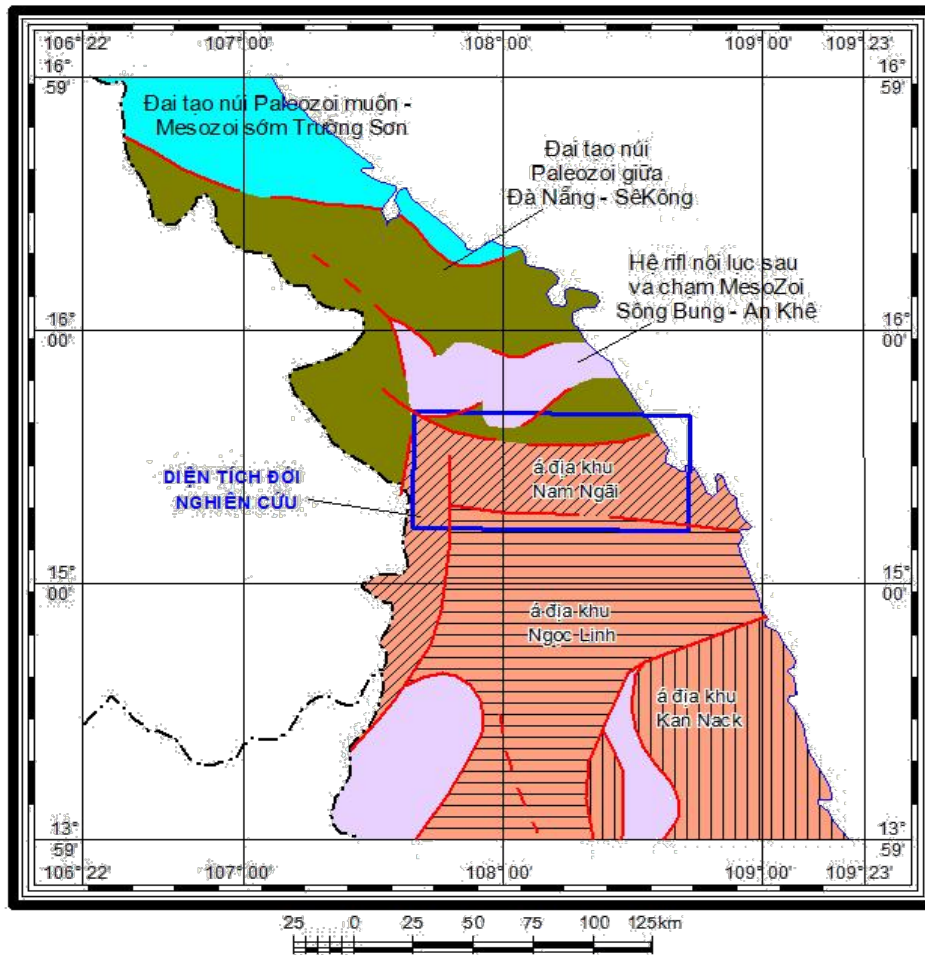 106°22' 107°00' 108°00' 109°00' 109°23'
16° 59'
16° 59'
Đai tạo núi Paleozoi muộn -
Mesozoi sớm Trường Sơn
Đai tạo núi
Paleozoi giữa
Đà Nẵng - SêKông
Hệ rifl nội lục sau
va chạm MesoZoi
Sông Bung - An Khê
16° 00'
16° 00'
DIỆN TÍCH ĐỚI
NGHIÊN CỨU
á địa khu
Nam Ngãi
15° 00'
15° 00'
á địa khu
Ngọc Linh
á địa khu
Kan Nack
13° 59'
13° 59'
106°22' 107°00' 108°00' 109°00' 109°23'
25 0 25 50 75 100 125km